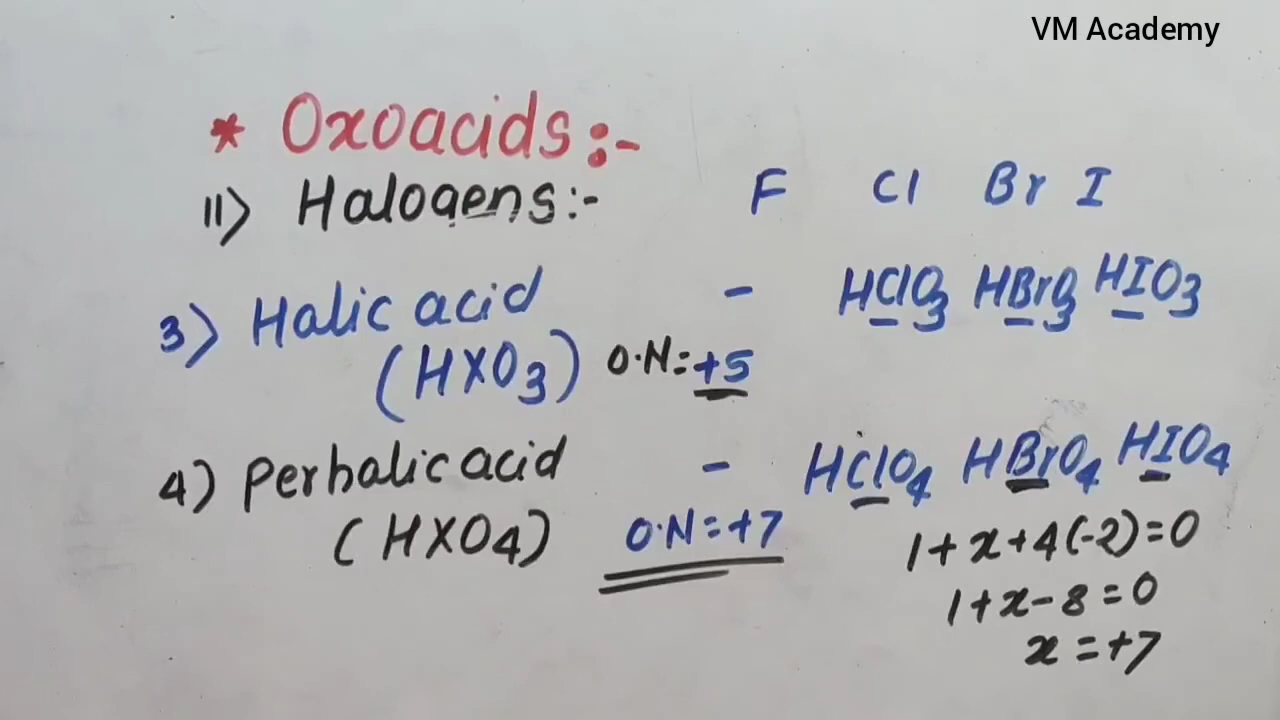 VM Academy
* Oxoacids:-
11) Halogens:- F Cl Br I
3) Halic acid - HClO3 HBrO3 HIO3
(HXO3) O.N:+5
4) Perhalic acid - HClO4 HBrO4 HIO4
(HXO4) O.N=+7
1+x+4(-2)=0
1+x-8=0
x=+7